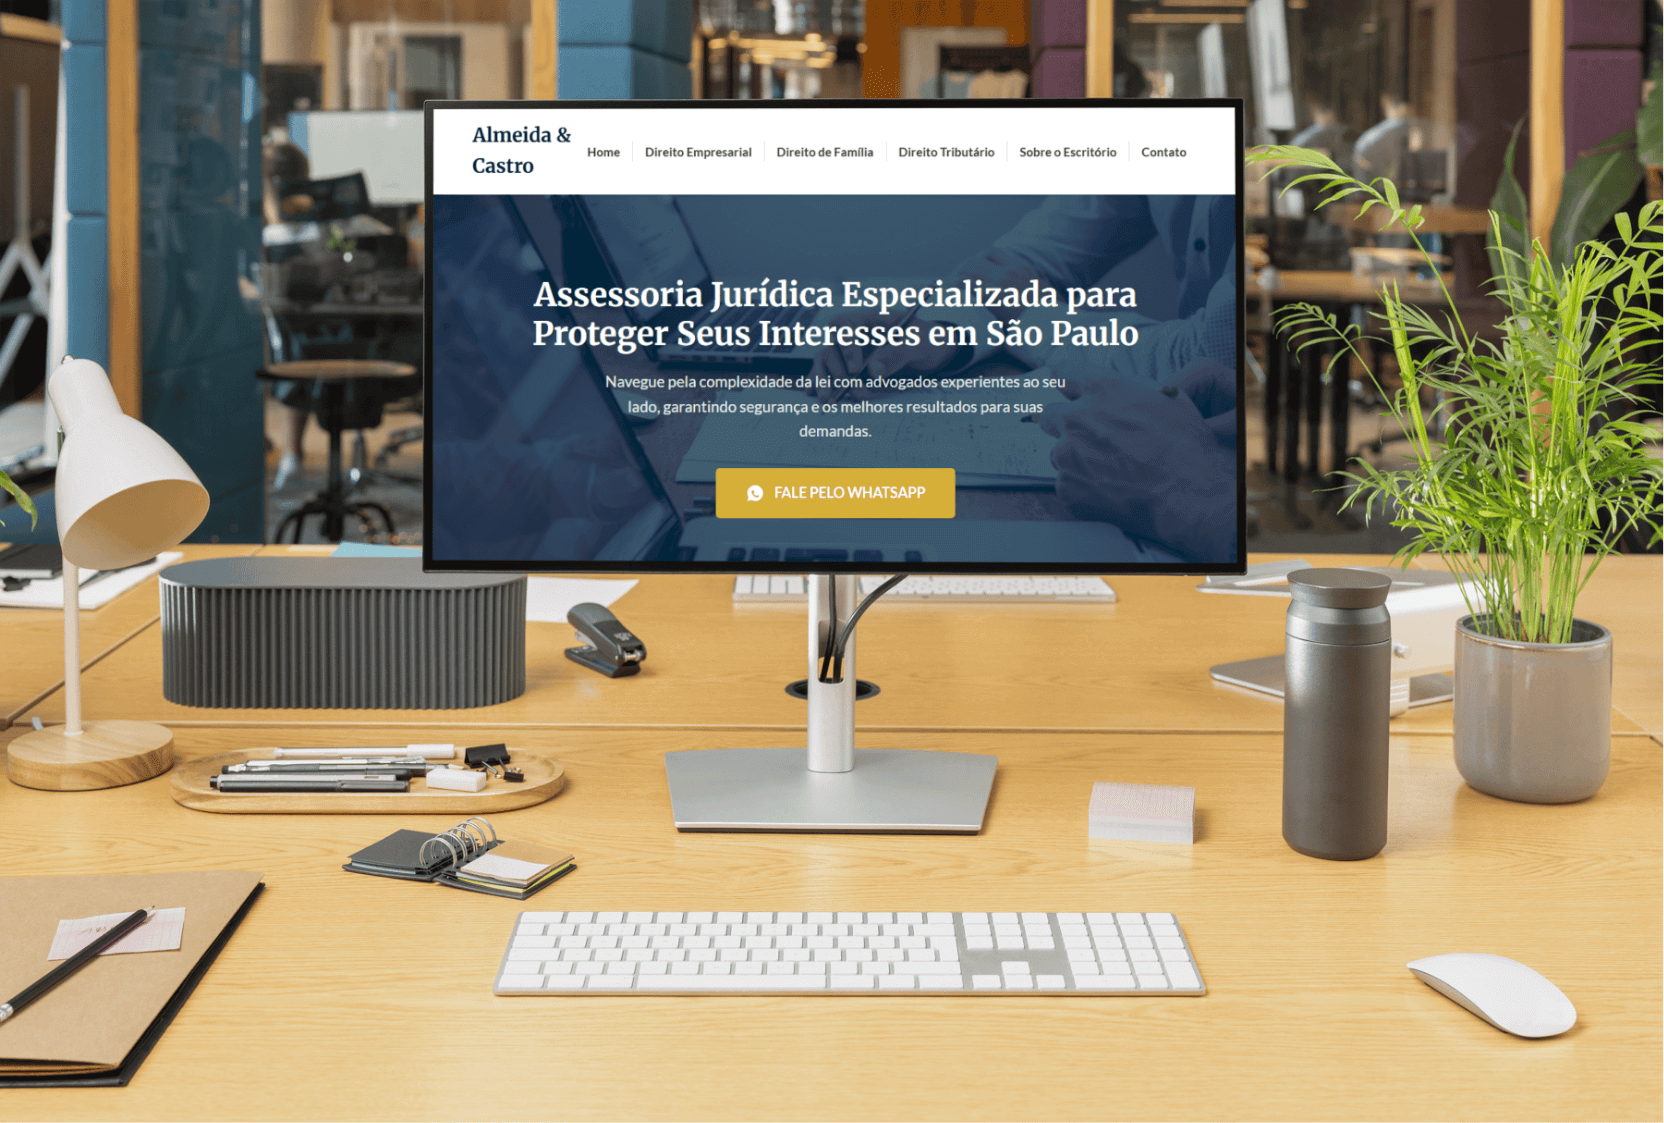 Almeida &
Castro
Home
Direito Empresarial
Direito de Família
Direito Tributário
Sobre o Escritório
Contato
Assessoria Jurídica Especializada para
Proteger Seus Interesses em São Paulo
Navegue pela complexidade da lei com advogados experientes ao seu
lado, garantindo segurança e os melhores resultados para suas
demandas.
FALE PELO WHATSAPP